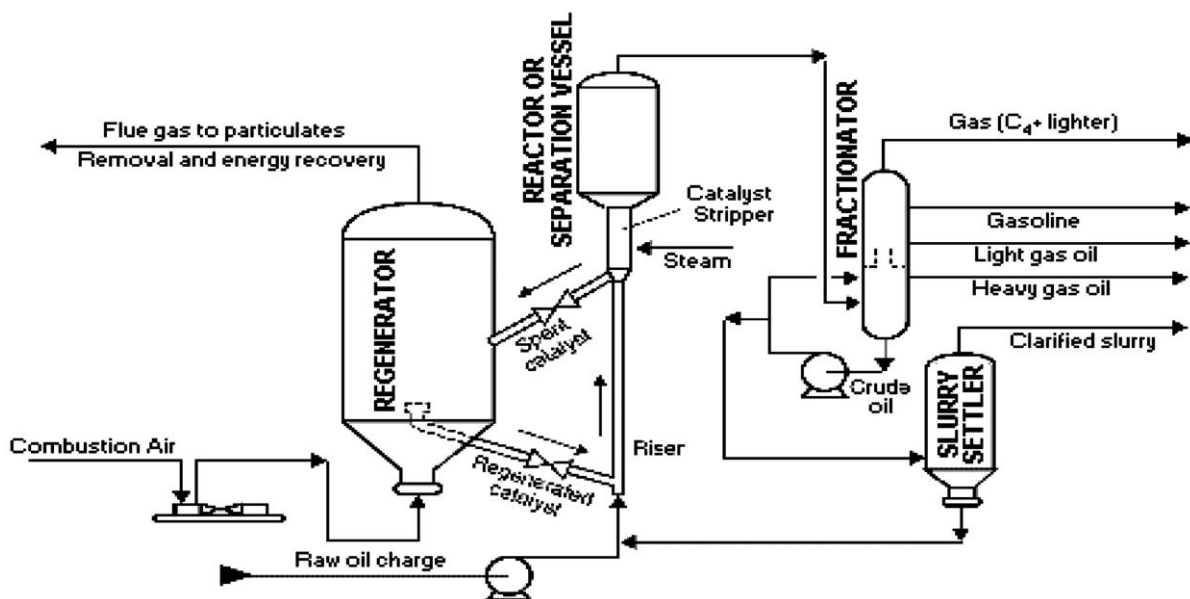 Flue gas to particulates
Removal and energy recovery
REACTOR OR
SEPARATION VESSEL
FRACTIONATOR
Gas (C₄+ lighter)
Catalyst
Stripper
Gasoline
Steam
Light gas oil
Heavy gas oil
REGENERATOR
Spent
catalyst
Clarified slurry
Crude
oil
SLURRY
SETTLER
Combustion Air
Riser
Regenerated
catalyst
Raw oil charge